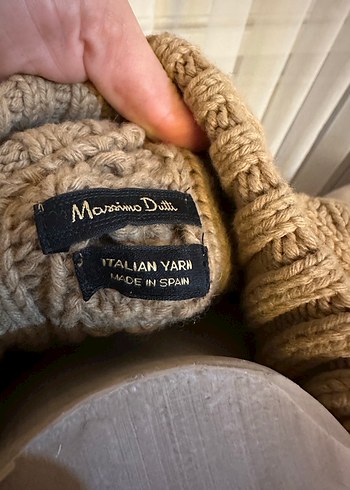 Massimo Dutti
ITALIAN YARN
MADE IN SPAIN